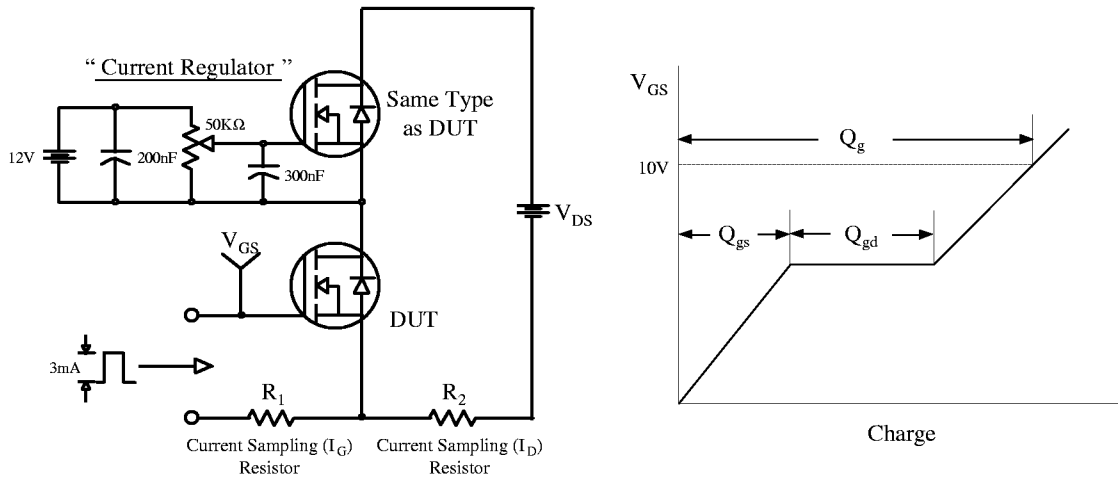 “ Current Regulator ”
Same Type
as DUT
50KΩ
12V
200nF
300nF
V_DS
V_GS
DUT
3mA
R_1
R_2
Current Sampling (I_G)
Resistor
Current Sampling (I_D)
Resistor
V_GS
Q_g
10V
Q_gs
Q_gd
Charge